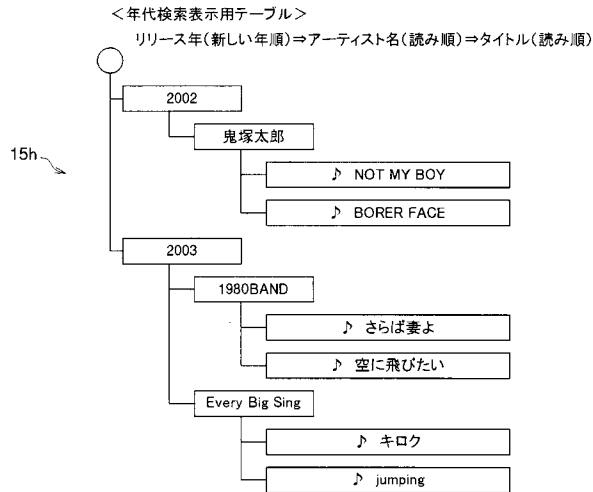 <年代検索表示用テーブル>
リリース年(新しい年順)⇒アーティスト名(読み順)⇒タイトル(読み順)
2002
鬼塚太郎
15h
♪ NOT MY BOY
♪ BORER FACE
2003
1980BAND
♪ さらば妻よ
♪ 空に飛びたい
Every Big Sing
♪ キロク
♪ jumping